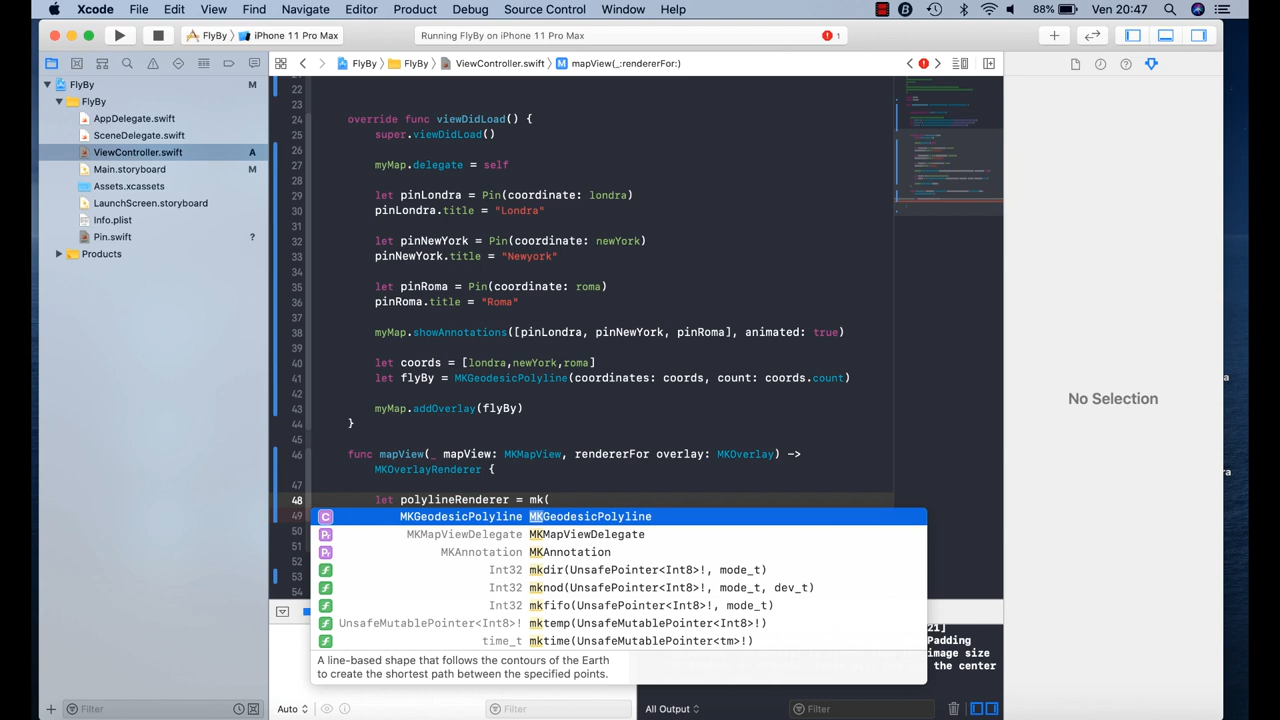 Xcode File Edit View Find Navigate Editor Product Debug Source Control Window Help 88% Ven 20:47
FlyBy iPhone 11 Pro Max Running FlyBy on iPhone 11 Pro Max 1
FlyBy FlyBy ViewController.swift mapView(_:rendererFor:)
FlyBy M
FlyBy
AppDelegate.swift
SceneDelegate.swift
ViewController.swift A
Main.storyboard M
Assets.xcassets
LaunchScreen.storyboard
Info.plist
Pin.swift ?
Products
22
23
24 override func viewDidLoad() {
25 super.viewDidLoad()
26
27 myMap.delegate = self
28
29 let pinLondra = Pin(coordinate: londra)
30 pinLondra.title = "Londra"
31
32 let pinNewYork = Pin(coordinate: newYork)
33 pinNewYork.title = "Newyork"
34
35 let pinRoma = Pin(coordinate: roma)
36 pinRoma.title = "Roma"
37
38 myMap.showAnnotations([pinLondra, pinNewYork, pinRoma], animated: true)
39
40 let coords = [londra,newYork,roma]
41 let flyBy = MKGeodesicPolyline(coordinates: coords, count: coords.count)
42
43 myMap.addOverlay(flyBy)
44 }
45
46 func mapView(_ mapView: MKMapView, rendererFor overlay: MKOverlay) ->
MKOverlayRenderer {
47
48 let polylineRenderer = mk(
49
50
51
52
53
54
MKGeodesicPolyline MKGeodesicPolyline
MKMapViewDelegate MKMapViewDelegate
MKAnnotation MKAnnotation
Int32 mkdir(UnsafePointer<Int8>!, mode_t)
Int32 mknod(UnsafePointer<Int8>!, mode_t, dev_t)
Int32 mkfifo(UnsafePointer<Int8>!, mode_t)
UnsafeMutablePointer<Int8>! mktemp(UnsafeMutablePointer<Int8>!)
time_t mktime(UnsafeMutablePointer<tm>!)
A line-based shape that follows the contours of the Earth
to create the shortest path between the specified points.
21]
Padding
image size
the center
No Selection
Filter
Auto
Filter
All Output
Filter